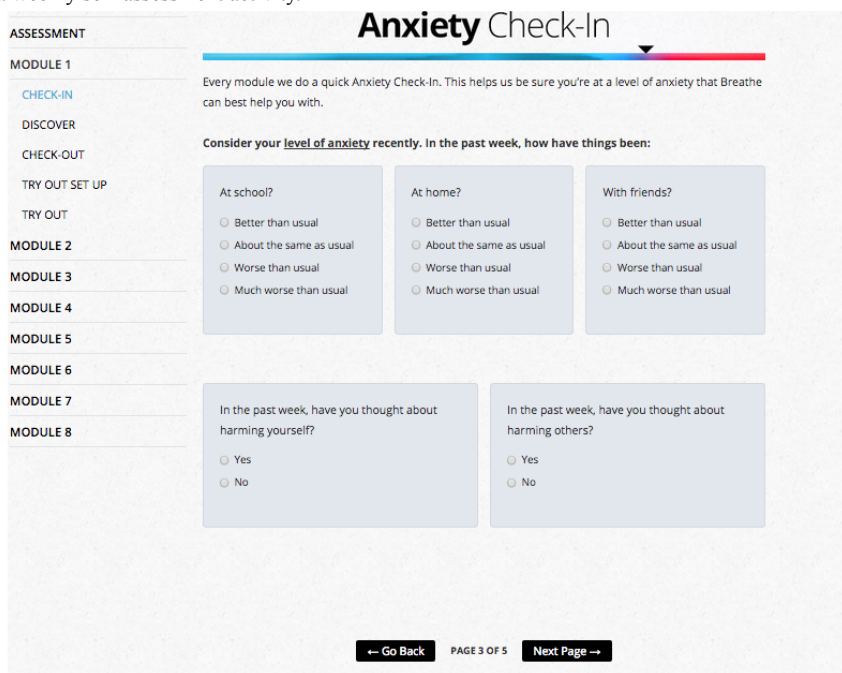 ASSESSMENT
MODULE 1
CHECK-IN
DISCOVER
CHECK-OUT
TRY OUT SET UP
TRY OUT
MODULE 2
MODULE 3
MODULE 4
MODULE 5
MODULE 6
MODULE 7
MODULE 8
Anxiety Check-In
Every module we do a quick Anxiety Check-In. This helps us be sure you're at a level of anxiety that Breathe
can best help you with.
Consider your level of anxiety recently. In the past week, how have things been:
At school?
Better than usual
About the same as usual
Worse than usual
Much worse than usual
At home?
Better than usual
About the same as usual
Worse than usual
Much worse than usual
With friends?
Better than usual
About the same as usual
Worse than usual
Much worse than usual
In the past week, have you thought about
harming yourself?
Yes
No
In the past week, have you thought about
harming others?
Yes
No
← Go Back
PAGE 3 OF 5
Next Page →